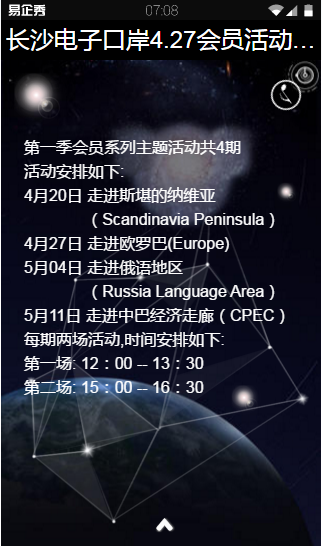 易企秀
07:08
长沙电子口岸4.27会员活动...
第一季会员系列主题活动共4期
活动安排如下:
4月20日 走进斯堪的纳维亚
（Scandinavia Peninsula）
4月27日 走进欧罗巴(Europe)
5月04日 走进俄语地区
（Russia Language Area）
5月11日 走进中巴经济走廊（CPEC）
每期两场活动,时间安排如下:
第一场: 12：00 -- 13：30
第二场: 15：00 -- 16：30